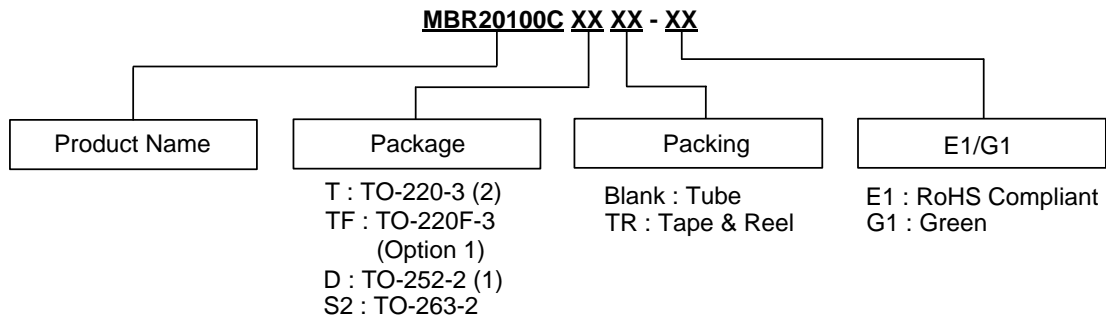 MBR20100C XX XX - XX
Product Name
Package
Packing
E1/G1
T : TO-220-3 (2)
TF : TO-220F-3
(Option 1)
D : TO-252-2 (1)
S2 : TO-263-2
Blank : Tube
TR : Tape & Reel
E1 : RoHS Compliant
G1 : Green